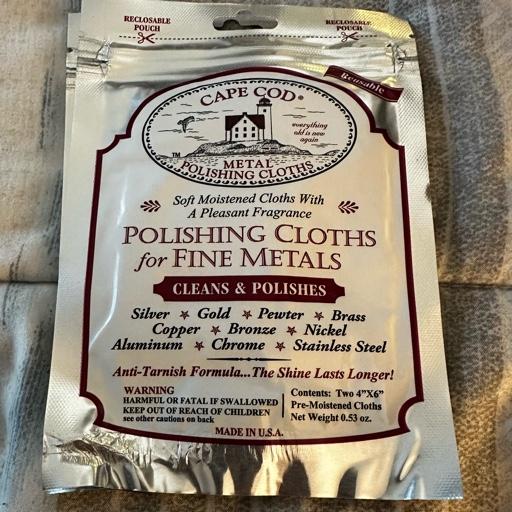 RECLOSABLE
POUCH
RECLOSABLE
POUCH
Reusable
CAPE COD®
everything
old is new
again
METAL
POLISHING CLOTHS
TM
Soft Moistened Cloths With
A Pleasant Fragrance
POLISHING CLOTHS
for FINE METALS
CLEANS & POLISHES
Silver ★ Gold ★ Pewter ★ Brass
Copper ★ Bronze ★ Nickel
Aluminum ★ Chrome ★ Stainless Steel
Anti-Tarnish Formula...The Shine Lasts Longer!
WARNING
HARMFUL OR FATAL IF SWALLOWED
KEEP OUT OF REACH OF CHILDREN
see other cautions on back
Contents: Two 4"X6"
Pre-Moistened Cloths
Net Weight 0.53 oz.
MADE IN U.S.A.